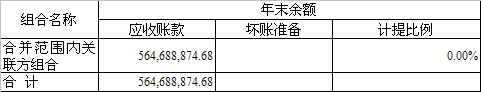 组合名称 年末余额
应收账款 坏账准备 计提比例
合并范围内关
联方组合 564,688,874.68 0.00%
合 计 564,688,874.68